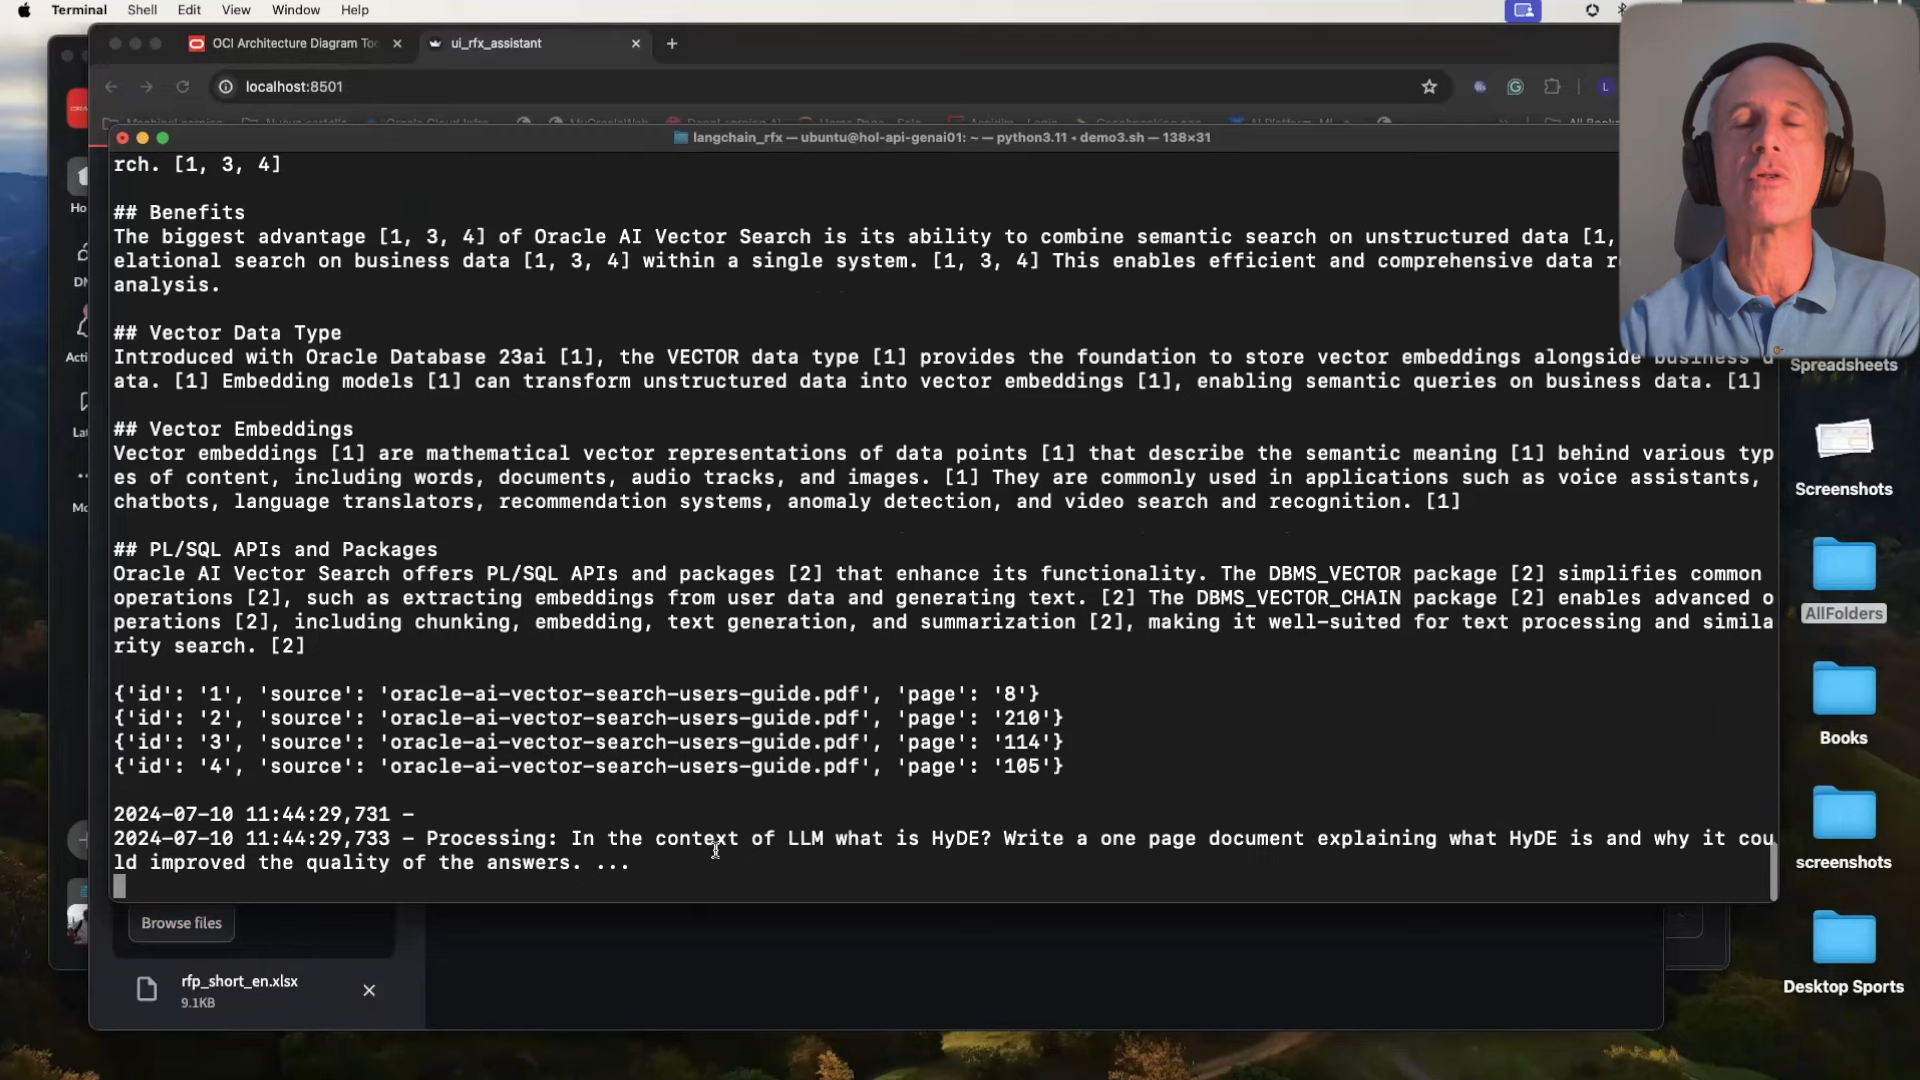 Terminal Shell Edit View Window Help
OCI Architecture Diagram Too
ui_rfx_assistant
localhost:8501
langchain_rfx — ubuntu@hol-api-genai01: ~ — python3.11 • demo3.sh — 138×31
rch. [1, 3, 4]
## Benefits
The biggest advantage [1, 3, 4] of Oracle AI Vector Search is its ability to combine semantic search on unstructured data [1,
elational search on business data [1, 3, 4] within a single system. [1, 3, 4] This enables efficient and comprehensive data r
analysis.
## Vector Data Type
Introduced with Oracle Database 23ai [1], the VECTOR data type [1] provides the foundation to store vector embeddings alongside business d
ata. [1] Embedding models [1] can transform unstructured data into vector embeddings [1], enabling semantic queries on business data. [1]
## Vector Embeddings
Vector embeddings [1] are mathematical vector representations of data points [1] that describe the semantic meaning [1] behind various typ
es of content, including words, documents, audio tracks, and images. [1] They are commonly used in applications such as voice assistants,
chatbots, language translators, recommendation systems, anomaly detection, and video search and recognition. [1]
## PL/SQL APIs and Packages
Oracle AI Vector Search offers PL/SQL APIs and packages [2] that enhance its functionality. The DBMS_VECTOR package [2] simplifies common
operations [2], such as extracting embeddings from user data and generating text. [2] The DBMS_VECTOR_CHAIN package [2] enables advanced o
perations [2], including chunking, embedding, text generation, and summarization [2], making it well-suited for text processing and simila
rity search. [2]
{'id': '1', 'source': 'oracle-ai-vector-search-users-guide.pdf', 'page': '8'}
{'id': '2', 'source': 'oracle-ai-vector-search-users-guide.pdf', 'page': '210'}
{'id': '3', 'source': 'oracle-ai-vector-search-users-guide.pdf', 'page': '114'}
{'id': '4', 'source': 'oracle-ai-vector-search-users-guide.pdf', 'page': '105'}
2024-07-10 11:44:29,731 –
2024-07-10 11:44:29,733 – Processing: In the context of LLM what is HyDE? Write a one page document explaining what HyDE is and why it cou
ld improved the quality of the answers. ...
Browse files
rfp_short_en.xlsx
9.1KB
Spreadsheets
Screenshots
AllFolders
Books
screenshots
Desktop Sports